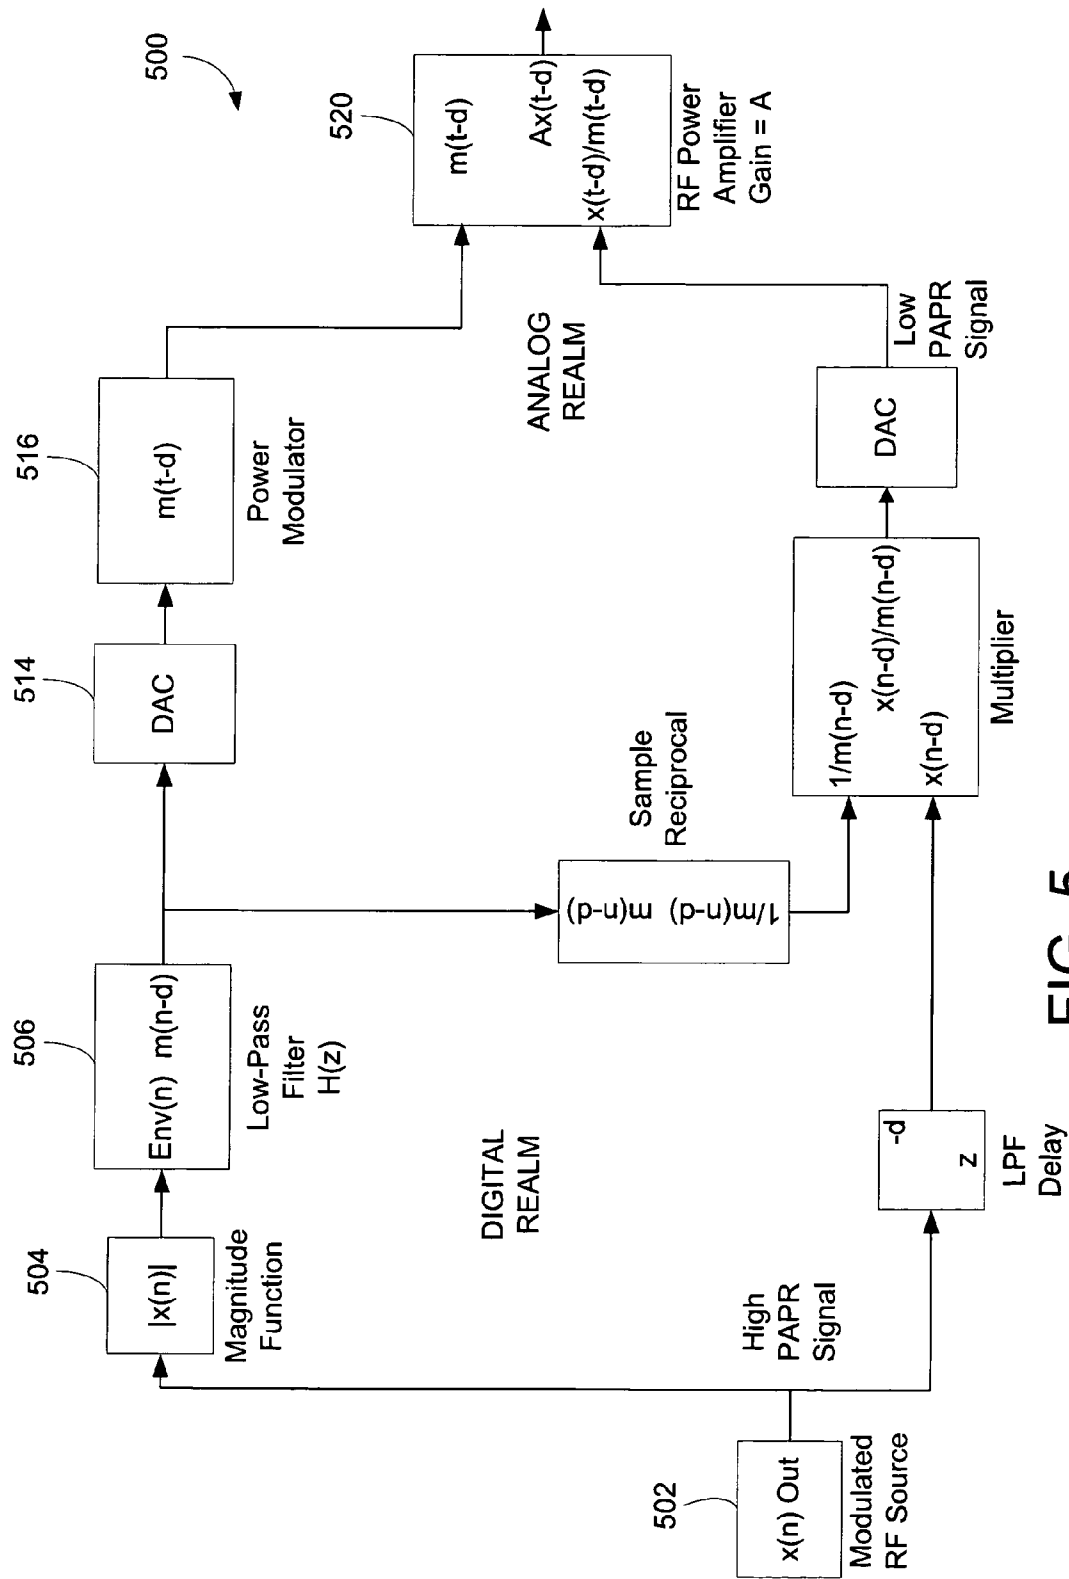 500
502
x(n) Out
Modulated
RF Source
High
PAPR
Signal
504
|x(n)|
Magnitude
Function
506
Env(n) m(n-d)
Low-Pass
Filter
H(z)
514
DAC
516
m(t-d)
Power
Modulator
DIGITAL
REALM
ANALOG
REALM
m(n-d)
1/m(n-d)
Sample
Reciprocal
-d
z
LPF
Delay
1/m(n-d)
x(n-d)/m(n-d)
x(n-d)
Multiplier
DAC
Low
PAPR
Signal
520
m(t-d)
Ax(t-d)
x(t-d)/m(t-d)
RF Power
Amplifier
Gain = A
FIG. 5